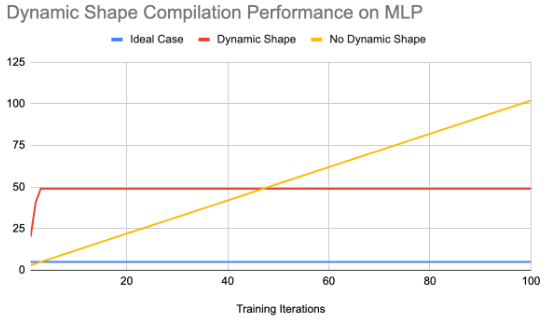 Dynamic Shape Compilation Performance on MLP
Ideal Case Dynamic Shape No Dynamic Shape
125
100
75
50
25
0
20 40 60 80 100
Training Iterations